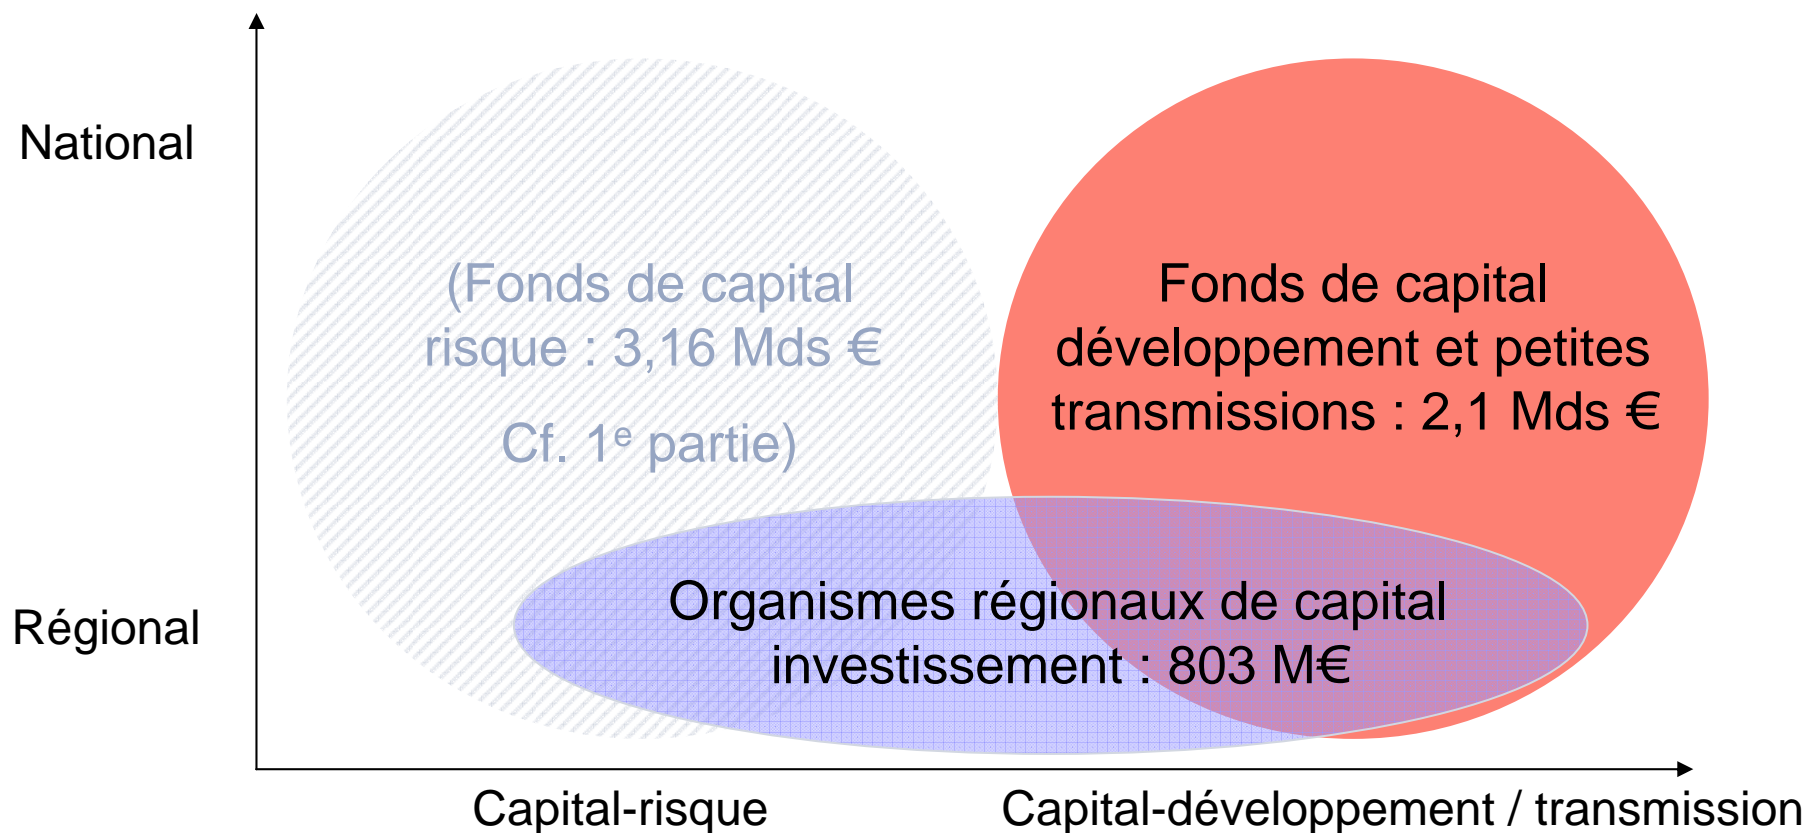 National
(Fonds de capital
risque : 3,16 Mds €
Cf. 1e partie)
Fonds de capital
développement et petites
transmissions : 2,1 Mds €
Régional
Organismes régionaux de capital
investissement : 803 M€
Capital-risque
Capital-développement / transmission